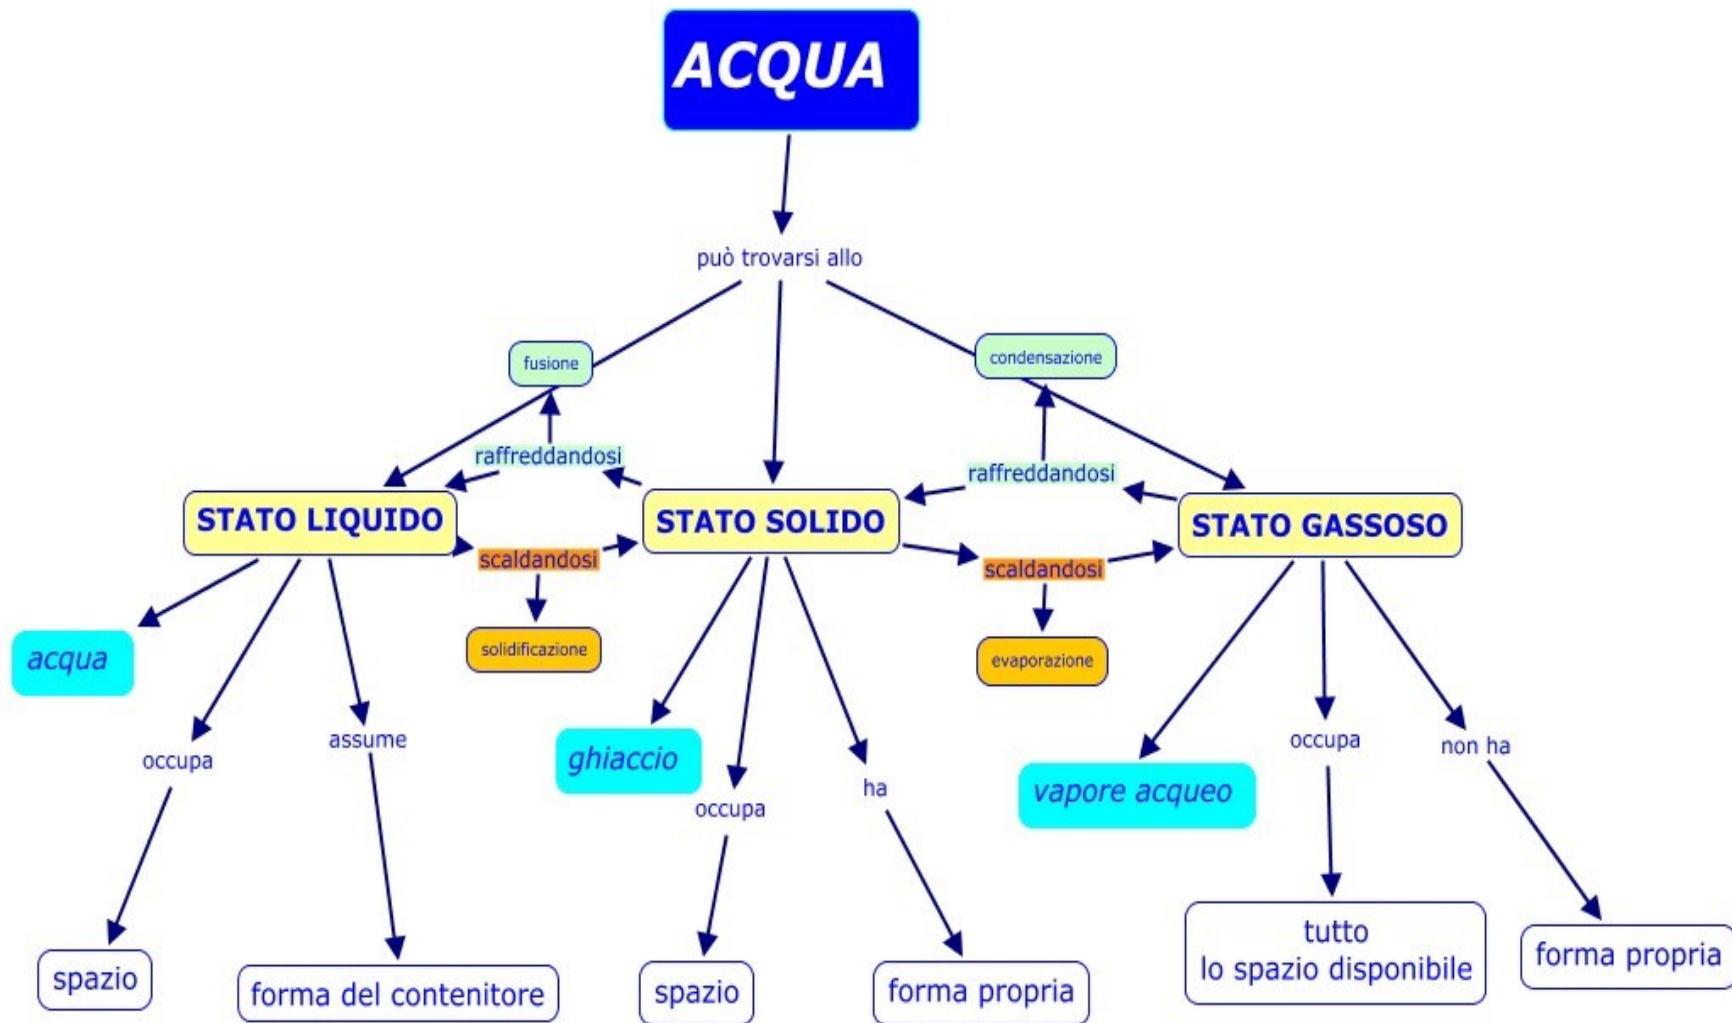 ACQUA
può trovarsi allo
fusione
condensazione
raffreddandosi
raffreddandosi
STATO LIQUIDO
STATO SOLIDO
STATO GASSOSO
scaldandosi
scaldandosi
solidificazione
evaporazione
acqua
ghiaccio
vapore acqueo
occupa
assume
occupa
ha
occupa
non ha
spazio
forma del contenitore
spazio
forma propria
tutto
lo spazio disponibile
forma propria